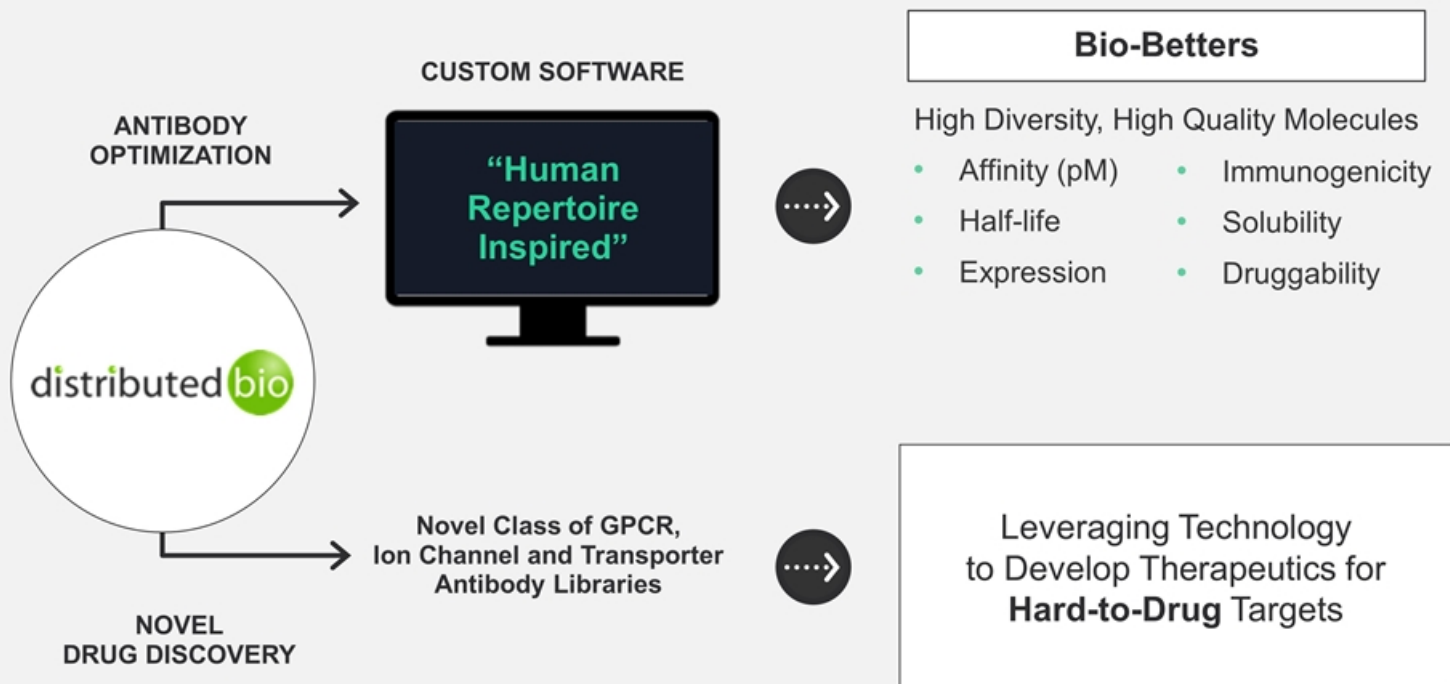 ANTIBODY
OPTIMIZATION
CUSTOM SOFTWARE
“Human
Repertoire
Inspired”
Bio-Betters
High Diversity, High Quality Molecules
• Affinity (pM)
• Half-life
• Expression
• Immunogenicity
• Solubility
• Druggability
distributed bio
NOVEL
DRUG DISCOVERY
Novel Class of GPCR,
Ion Channel and Transporter
Antibody Libraries
Leveraging Technology
to Develop Therapeutics for
Hard-to-Drug Targets